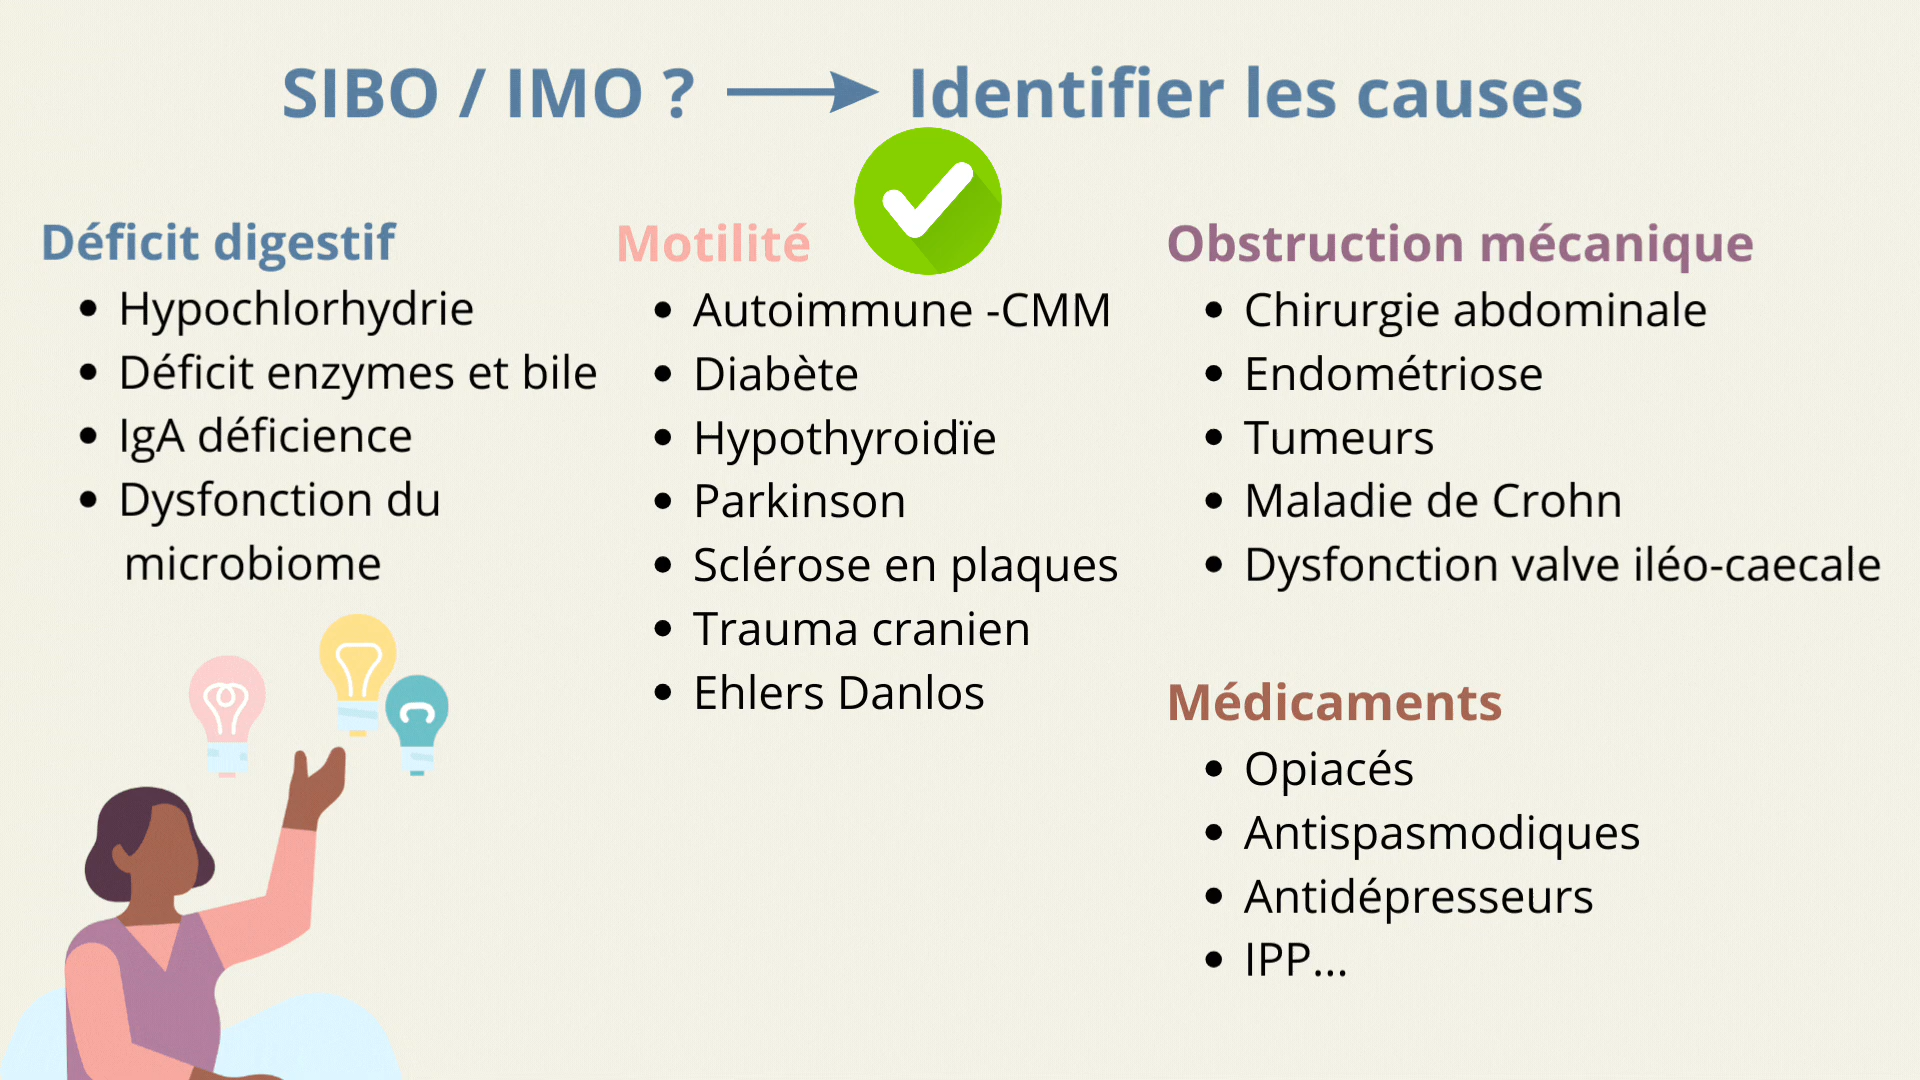 SIBO / IMO ? Identifier les causes
Déficit digestif
• Hypochlorhydrie
• Déficit enzymes et bile
• IgA déficience
• Dysfonction du
microbiome
Motilité
• Autoimmune -CMM
• Diabète
• Hypothyroidïe
• Parkinson
• Sclérose en plaques
• Trauma cranien
• Ehlers Danlos
Obstruction mécanique
• Chirurgie abdominale
• Endométriose
• Tumeurs
• Maladie de Crohn
• Dysfonction valve iléo-caecale
Médicaments
• Opiacés
• Antispasmodiques
• Antidépresseurs
• IPP...